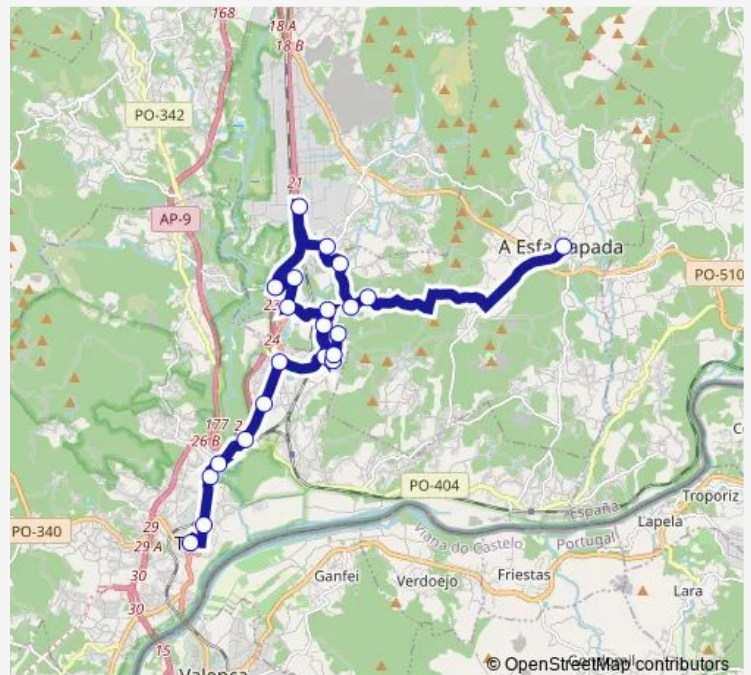 168
18 A
18 B
PO-342
21
AP-9
A Esfarrapada
PO-510
23
24
177
26 B
PO-404
Troporiz
España
PO-340
29
29 A
Viana do Castelo
Portugal
Lapela
30
Ganfei
Verdoejo
Friestas
Lara
30
15
Valença
© OpenStreetMap contributors